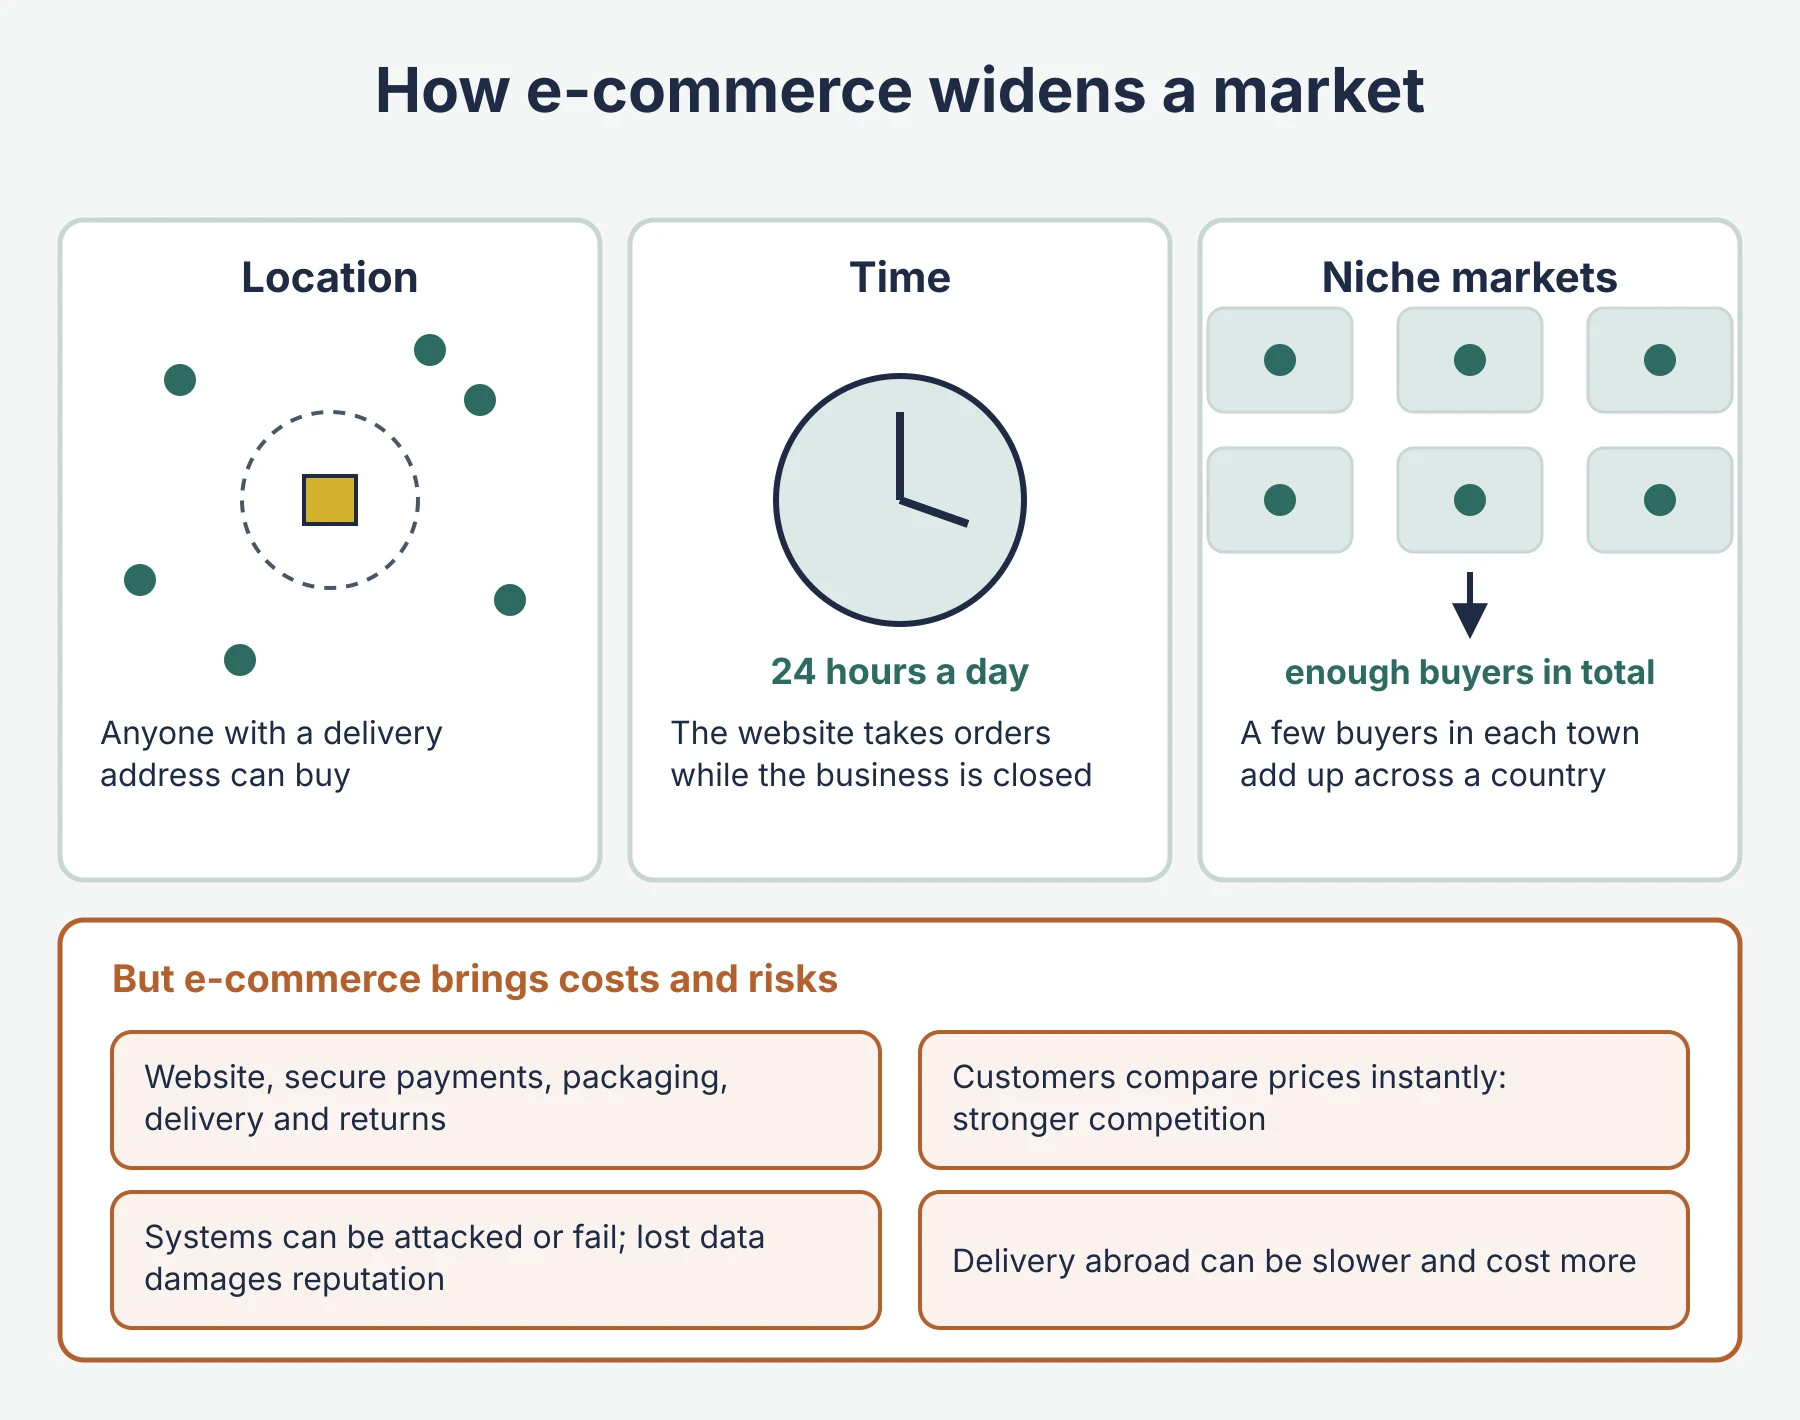 How e-commerce widens a market
Location
Anyone with a delivery
address can buy
Time
24 hours a day
The website takes orders
while the business is closed
Niche markets
enough buyers in total
A few buyers in each town
add up across a country
But e-commerce brings costs and risks
Website, secure payments, packaging,
delivery and returns
Customers compare prices instantly:
stronger competition
Systems can be attacked or fail; lost data
damages reputation
Delivery abroad can be slower and cost more